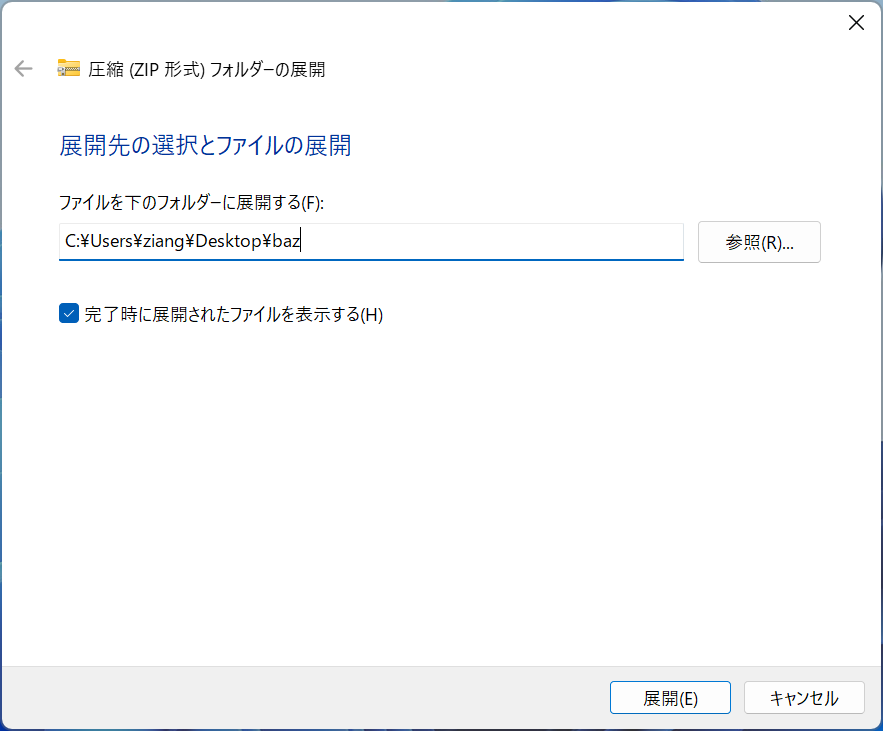 圧縮 (ZIP 形式) フォルダーの展開
展開先の選択とファイルの展開
ファイルを下のフォルダーに展開する(F):
C:¥Users¥ziang¥Desktop¥baz
参照(R)...
完了時に展開されたファイルを表示する(H)
展開(E)
キャンセル